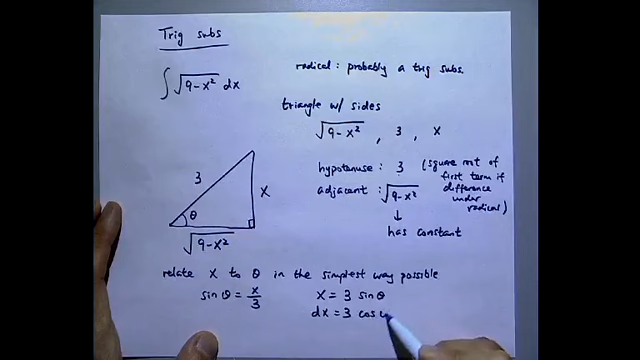 Trig subs
∫ √9-x² dx
radical: probably a trig subs.
triangle w/ sides
√9-x² , 3 , x
hypotenuse : 3 (square root of first term if difference under radical)
adjacent : √9-x²
↓
has constant
3
x
θ
√9-x²
relate x to θ in the simplest way possible
sin θ = x/3
x = 3 sin θ
dx = 3 cos